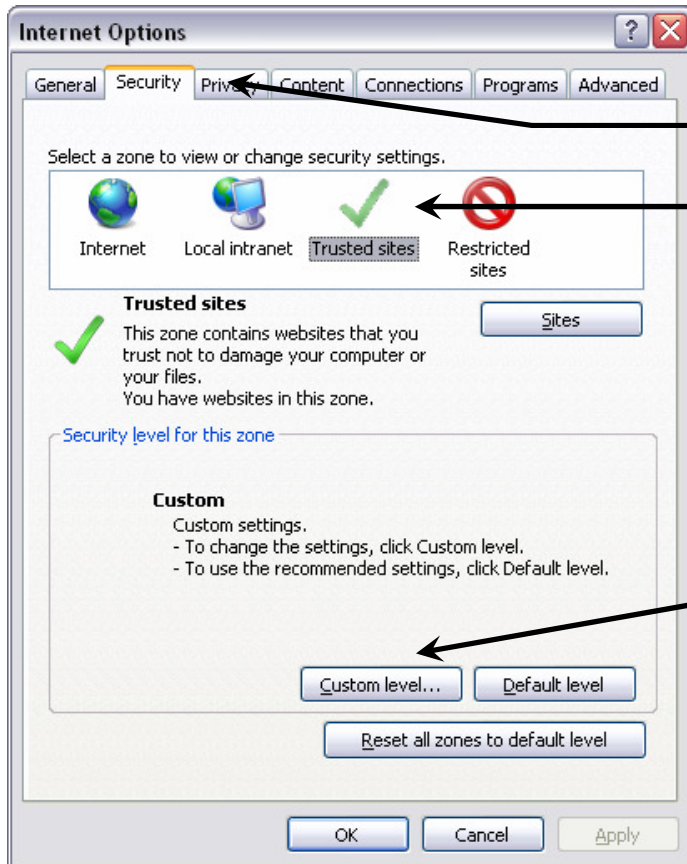 Internet Options
General Security Privacy Content Connections Programs Advanced
Select a zone to view or change security settings.
Internet Local intranet Trusted sites Restricted sites
Trusted sites
This zone contains websites that you
trust not to damage your computer or
your files.
You have websites in this zone.
Sites
Security level for this zone
Custom
Custom settings.
- To change the settings, click Custom level.
- To use the recommended settings, click Default level.
Custom level... Default level
Reset all zones to default level
OK Cancel Apply